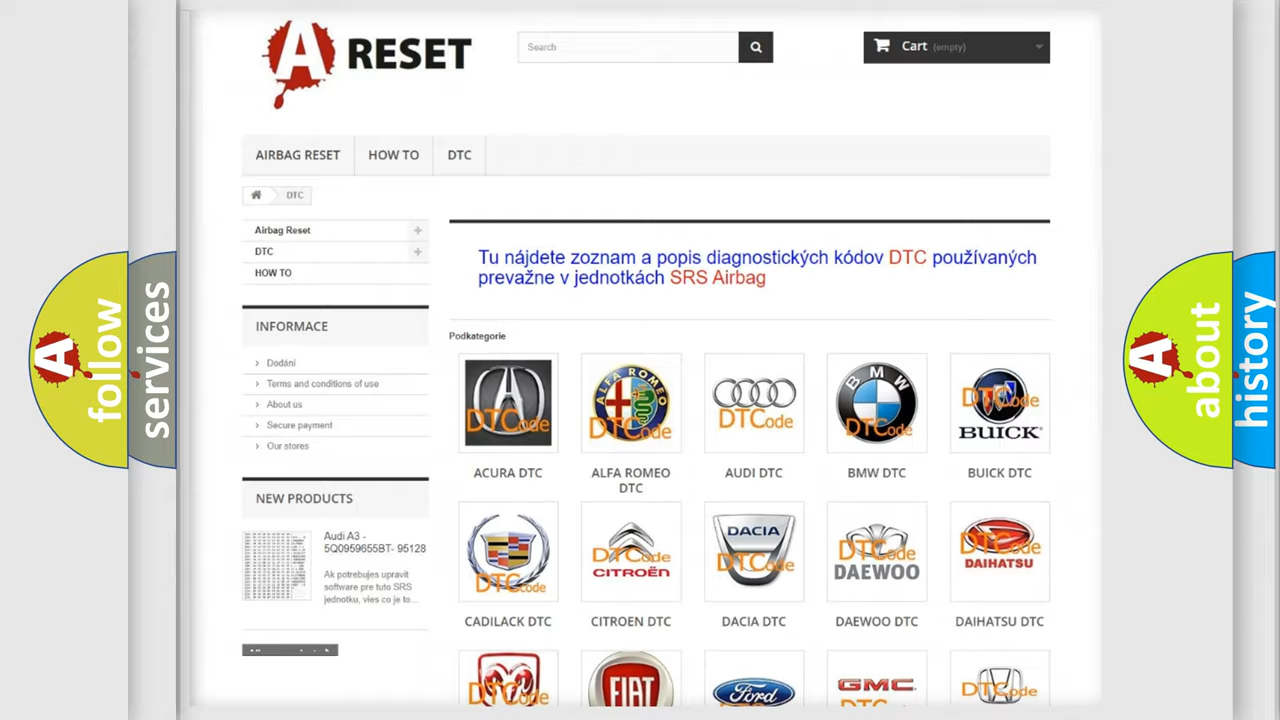 A RESET
Search
Cart (empty)
AIRBAG RESET
HOW TO
DTC
DTC
Airbag Reset
DTC
HOW TO
INFORMACE
Dodání
Terms and conditions of use
About us
Secure payment
Our stores
NEW PRODUCTS
Audi A3 -
5Q0959655BT- 95128
Ak potrebujes upravit
software pre tuto SRS
jednotku, vies co je to...
Tu nájdete zoznam a popis diagnostických kódov DTC používaných
prevažne v jednotkách SRS Airbag
Podkategorie
DTCode
ALFA ROMEO
DTCode
DTCode
BMW
DTCode
DTCode
BUICK
ACURA DTC
ALFA ROMEO
DTC
AUDI DTC
BMW DTC
BUICK DTC
DTCode
DTCode
CITROËN
DACIA
DTCode
DTCode
DAEWOO
DTCode
DAIHATSU
CADILACK DTC
CITROEN DTC
DACIA DTC
DAEWOO DTC
DAIHATSU DTC
DTCode
FIAT
Ford
GMC
DTCode
A follow
services
A about
history